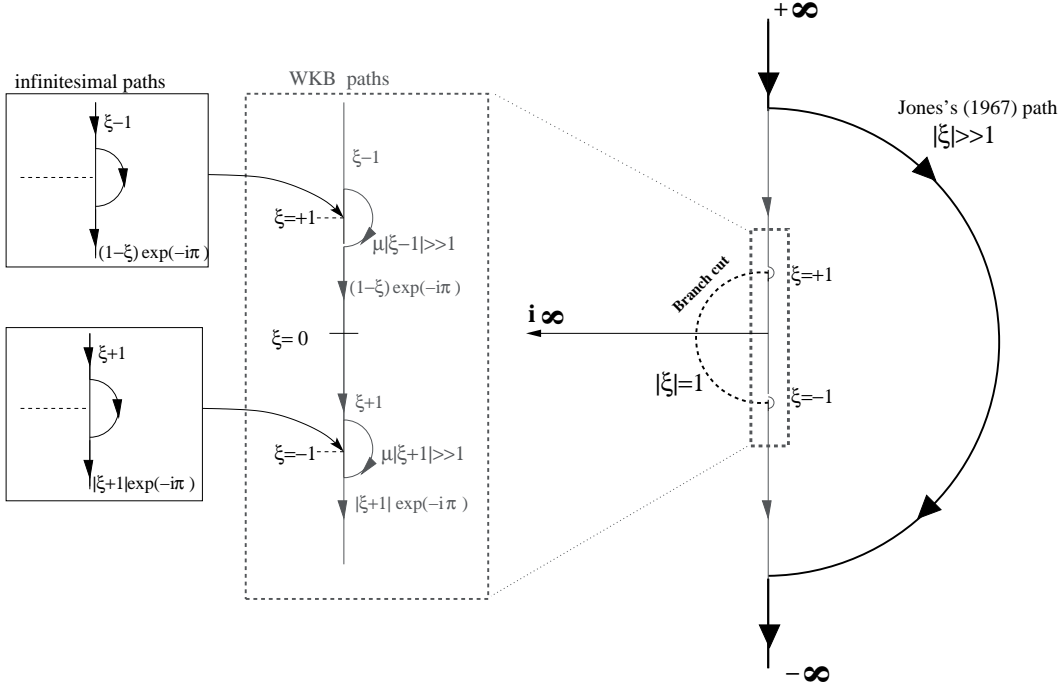 infinitesimal paths
ξ−1
(1−ξ) exp(−iπ )
ξ+1
|ξ+1|exp(−iπ )
WKB paths
ξ−1
ξ=+1
μ|ξ−1|>>1
(1−ξ) exp(−iπ )
ξ= 0
ξ+1
ξ=−1
μ|ξ+1|>>1
|ξ+1| exp(−iπ )
+∞
Jones's (1967) path
|ξ|>>1
Branch cut
ξ=+1
i ∞
|ξ|=1
ξ=−1
−∞